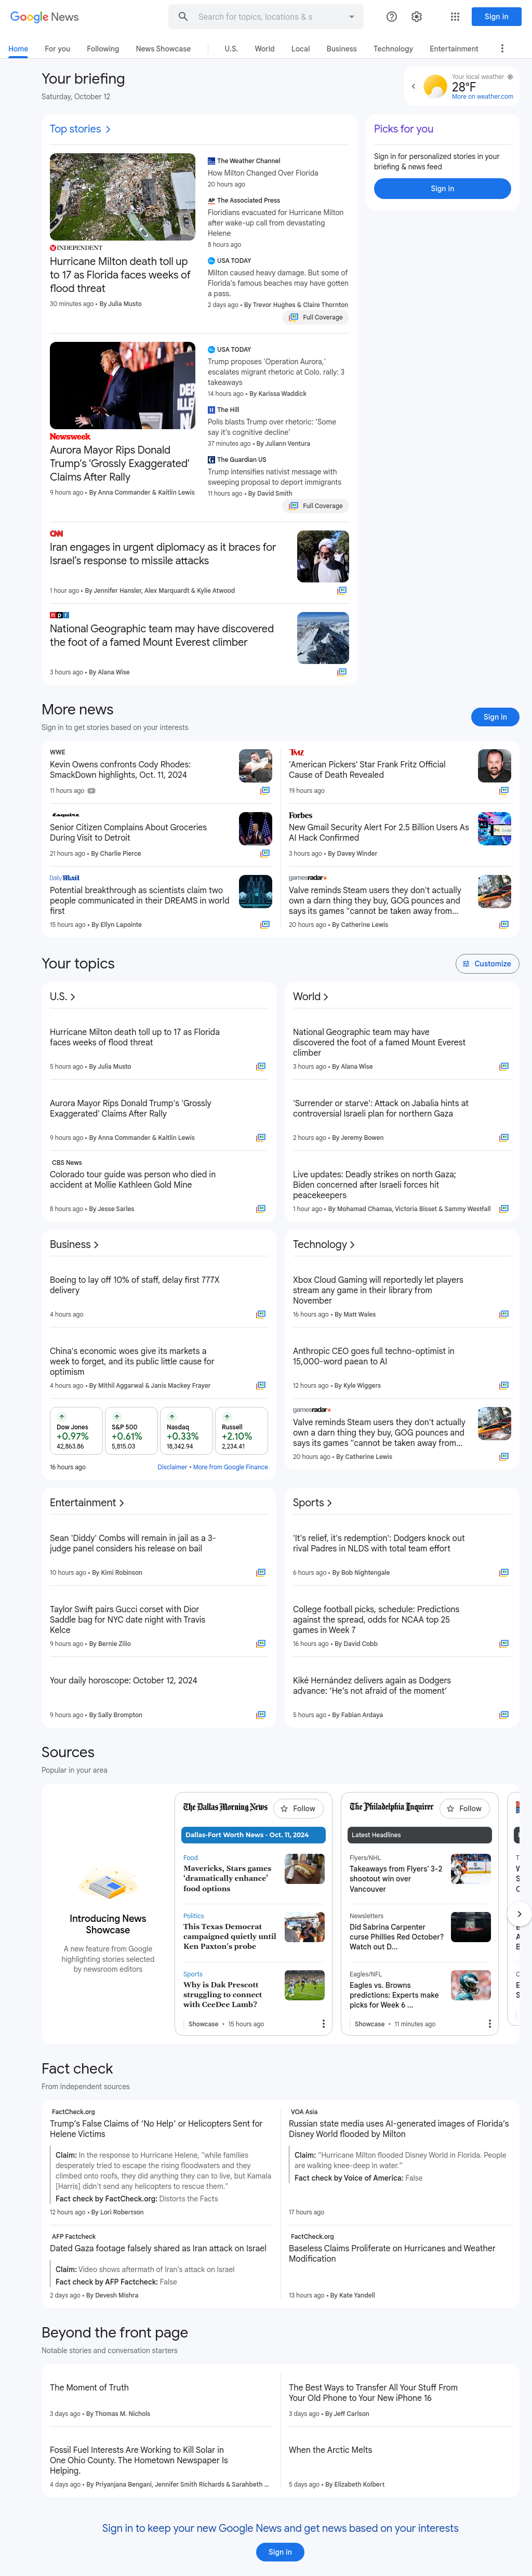 Google News
Search for topics, locations & s
Sign in
Home
For you
Following
News Showcase
U.S.
World
Local
Business
Technology
Entertainment
Your briefing
Saturday, October 12
Your local weather
28°F
More on weather.com
Top stories
Picks for you
Sign in for personalized stories in your
briefing & news feed
Sign in
INDEPENDENT
Hurricane Milton death toll up
to 17 as Florida faces weeks of
flood threat
30 minutes ago • By Julia Musto
The Weather Channel
How Milton Changed Over Florida
20 hours ago
AP The Associated Press
Floridians evacuated for Hurricane Milton
after wake-up call from devastating
Helene
8 hours ago
USA TODAY
Milton caused heavy damage. But some of
Florida's famous beaches may have gotten
a pass.
2 days ago • By Trevor Hughes & Claire Thornton
Full Coverage
Newsweek
Aurora Mayor Rips Donald
Trump's 'Grossly Exaggerated'
Claims After Rally
9 hours ago • By Anna Commander & Kaitlin Lewis
USA TODAY
Trump proposes 'Operation Aurora,'
escalates migrant rhetoric at Colo. rally: 3
takeaways
14 hours ago • By Karissa Waddick
The Hill
Polis blasts Trump over rhetoric: 'Some
say it's cognitive decline'
37 minutes ago • By Juliann Ventura
The Guardian US
Trump intensifies nativist message with
sweeping proposal to deport immigrants
11 hours ago • By David Smith
Full Coverage
CNN
Iran engages in urgent diplomacy as it braces for
Israel's response to missile attacks
1 hour ago • By Jennifer Hansler, Alex Marquardt & Kylie Atwood
npr
National Geographic team may have discovered
the foot of a famed Mount Everest climber
3 hours ago • By Alana Wise
More news
Sign in to get stories based on your interests
Sign in
WWE
Kevin Owens confronts Cody Rhodes:
SmackDown highlights, Oct. 11, 2024
11 hours ago
TMZ
'American Pickers' Star Frank Fritz Official
Cause of Death Revealed
19 hours ago
Esquire
Senior Citizen Complains About Groceries
During Visit to Detroit
21 hours ago • By Charlie Pierce
Forbes
New Gmail Security Alert For 2.5 Billion Users As
AI Hack Confirmed
3 hours ago • By Davey Winder
Daily Mail
Potential breakthrough as scientists claim two
people communicated in their DREAMS in world
first
15 hours ago • By Ellyn Lapointe
gamesradar+
Valve reminds Steam users they don't actually
own a darn thing they buy, GOG pounces and
says its games "cannot be taken away from...
20 hours ago • By Catherine Lewis
Your topics
Customize
U.S.
Hurricane Milton death toll up to 17 as Florida
faces weeks of flood threat
5 hours ago • By Julia Musto
Aurora Mayor Rips Donald Trump's 'Grossly
Exaggerated' Claims After Rally
9 hours ago • By Anna Commander & Kaitlin Lewis
CBS News
Colorado tour guide was person who died in
accident at Mollie Kathleen Gold Mine
8 hours ago • By Jesse Sarles
World
National Geographic team may have
discovered the foot of a famed Mount Everest
climber
3 hours ago • By Alana Wise
'Surrender or starve': Attack on Jabalia hints at
controversial Israeli plan for northern Gaza
2 hours ago • By Jeremy Bowen
Live updates: Deadly strikes on north Gaza;
Biden concerned after Israeli forces hit
peacekeepers
1 hour ago • By Mohamad Chamaa, Victoria Bisset & Sammy Westfall
Business
Boeing to lay off 10% of staff, delay first 777X
delivery
4 hours ago
China's economic woes give its markets a
week to forget, and its public little cause for
optimism
4 hours ago • By Mithil Aggarwal & Janis Mackey Frayer
Dow Jones
+0.97%
42,863.86
S&P 500
+0.61%
5,815.03
Nasdaq
+0.33%
18,342.94
Russell
+2.10%
2,234.41
16 hours ago
Disclaimer • More from Google Finance
Technology
Xbox Cloud Gaming will reportedly let players
stream any game in their library from
November
16 hours ago • By Matt Wales
Anthropic CEO goes full techno-optimist in
15,000-word paean to AI
12 hours ago • By Kyle Wiggers
gamesradar+
Valve reminds Steam users they don't actually
own a darn thing they buy, GOG pounces and
says its games "cannot be taken away from...
20 hours ago • By Catherine Lewis
Entertainment
Sean 'Diddy' Combs will remain in jail as a 3-
judge panel considers his release on bail
10 hours ago • By Kimi Robinson
Taylor Swift pairs Gucci corset with Dior
Saddle bag for NYC date night with Travis
Kelce
9 hours ago • By Bernie Zilio
Your daily horoscope: October 12, 2024
9 hours ago • By Sally Brompton
Sports
'It's relief, it's redemption': Dodgers knock out
rival Padres in NLDS with total team effort
6 hours ago • By Bob Nightengale
College football picks, schedule: Predictions
against the spread, odds for NCAA top 25
games in Week 7
16 hours ago • By David Cobb
Kiké Hernández delivers again as Dodgers
advance: 'He's not afraid of the moment'
5 hours ago • By Fabian Ardaya
Sources
Popular in your area
Introducing News
Showcase
A new feature from Google
highlighting stories selected
by newsroom editors
The Dallas Morning News
Follow
Dallas-Fort Worth News - Oct. 11, 2024
Food
Mavericks, Stars games
'dramatically enhance'
food options
Politics
This Texas Democrat
campaigned quietly until
Ken Paxton's probe
Sports
Why is Dak Prescott
struggling to connect
with CeeDee Lamb?
Showcase • 15 hours ago
The Philadelphia Inquirer
Follow
Latest Headlines
Flyers/NHL
Takeaways from Flyers' 3-2
shootout win over
Vancouver
Newsletters
Did Sabrina Carpenter
curse Phillies Red October?
Watch out D...
Eagles/NFL
Eagles vs. Browns
predictions: Experts make
picks for Week 6 ...
Showcase • 11 minutes ago
Fact check
From independent sources
FactCheck.org
Trump's False Claims of 'No Help' or Helicopters Sent for
Helene Victims
Claim: In the response to Hurricane Helene, "while families
desperately tried to escape the rising floodwaters and they
climbed onto roofs, they did anything they can to live, but Kamala
[Harris] didn't send any helicopters to rescue them."
Fact check by FactCheck.org: Distorts the Facts
12 hours ago • By Lori Robertson
VOA Asia
Russian state media uses AI-generated images of Florida's
Disney World flooded by Milton
Claim: "Hurricane Milton flooded Disney World in Florida. People
are walking knee-deep in water."
Fact check by Voice of America: False
17 hours ago
AFP Factcheck
Dated Gaza footage falsely shared as Iran attack on Israel
Claim: Video shows aftermath of Iran's attack on Israel
Fact check by AFP Factcheck: False
2 days ago • By Devesh Mishra
FactCheck.org
Baseless Claims Proliferate on Hurricanes and Weather
Modification
13 hours ago • By Kate Yandell
Beyond the front page
Notable stories and conversation starters
The Moment of Truth
3 days ago • By Thomas M. Nichols
The Best Ways to Transfer All Your Stuff From
Your Old Phone to Your New iPhone 16
3 days ago • By Jeff Carlson
Fossil Fuel Interests Are Working to Kill Solar in
One Ohio County. The Hometown Newspaper Is
Helping.
4 days ago • By Priyanjana Bengani, Jennifer Smith Richards & Sarahbeth ...
When the Arctic Melts
5 days ago • By Elizabeth Kolbert
Sign in to keep your new Google News and get news based on your interests
Sign in